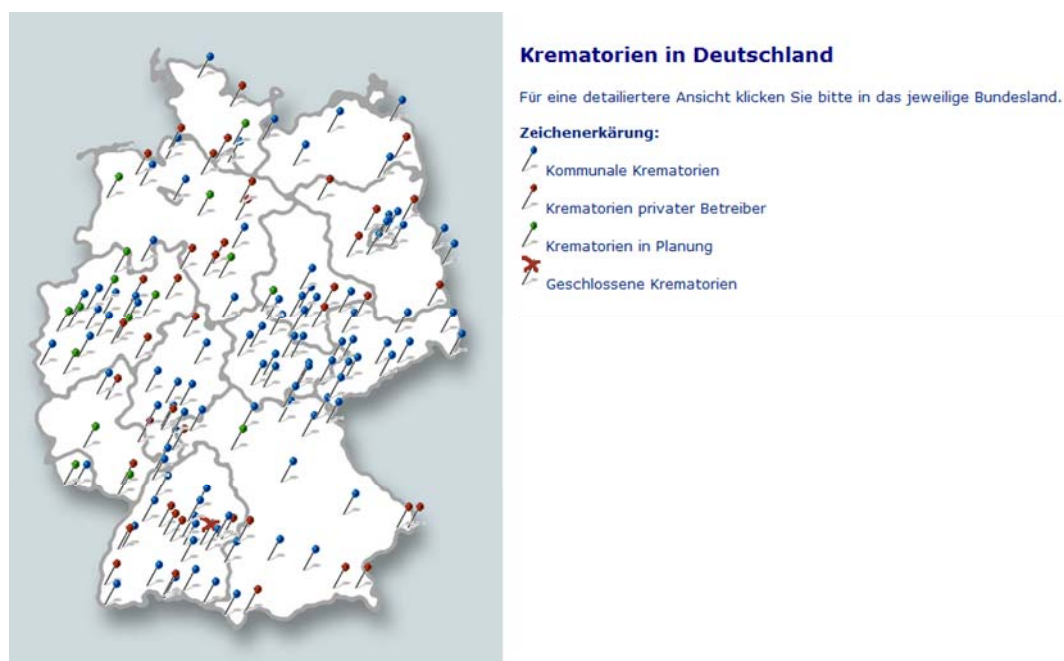 Krematorien in Deutschland
Für eine detailiertere Ansicht klicken Sie bitte in das jeweilige Bundesland.
Zeichenerkärung:
Kommunale Krematorien
Krematorien privater Betreiber
Krematorien in Planung
Geschlossene Krematorien